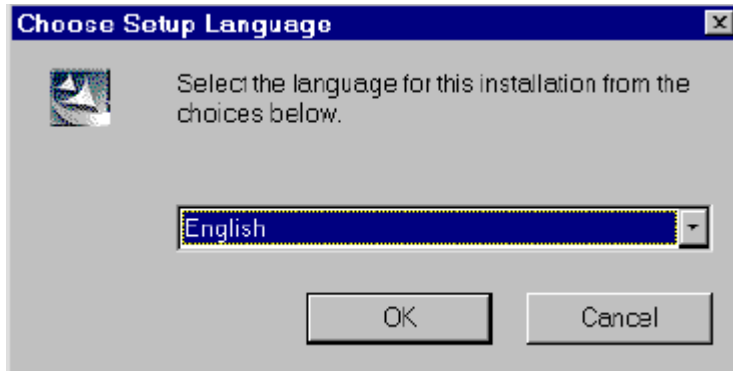 Choose Setup Language
Select the language for this installation from the
choices below.
English
OK
Cancel